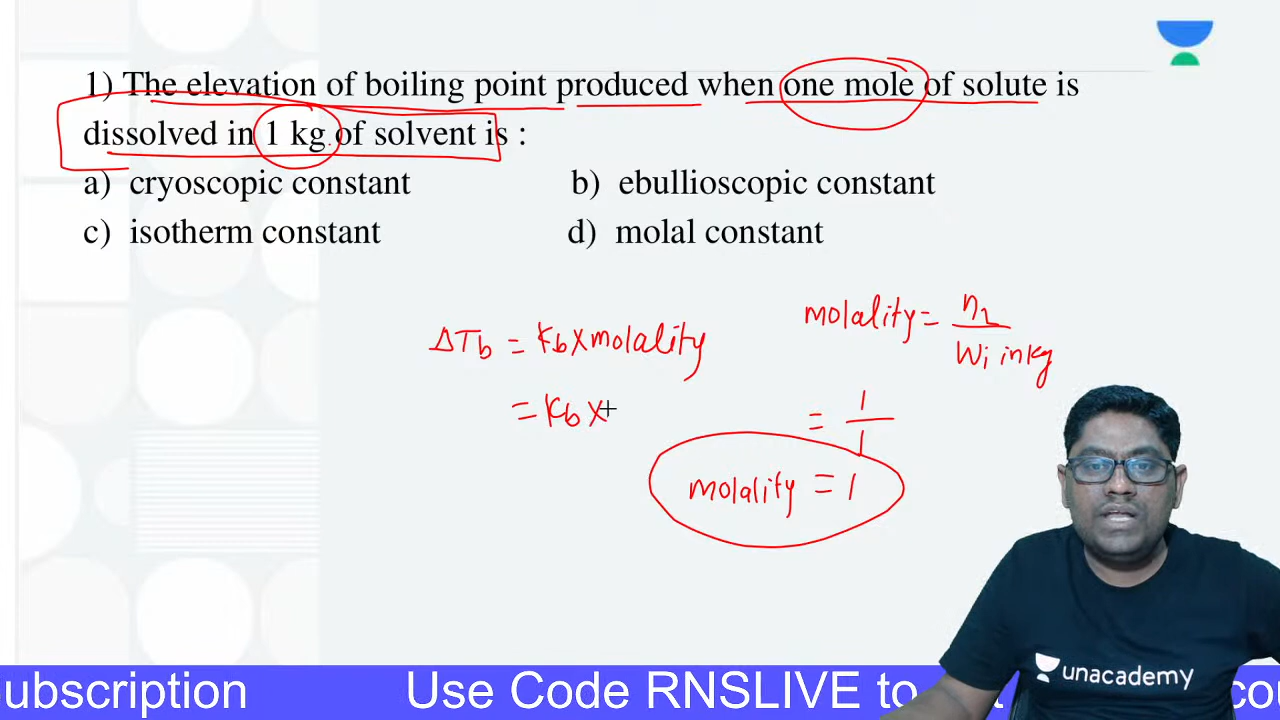 1) The elevation of boiling point produced when one mole of solute is
dissolved in 1 kg of solvent is :
a) cryoscopic constant b) ebullioscopic constant
c) isotherm constant d) molal constant
molality = n2
W1 in kg
ΔTb = Kb x molality
= Kb x
= 1
1
molality = 1
unacademy
ubscription Use Code RNSLIVE to